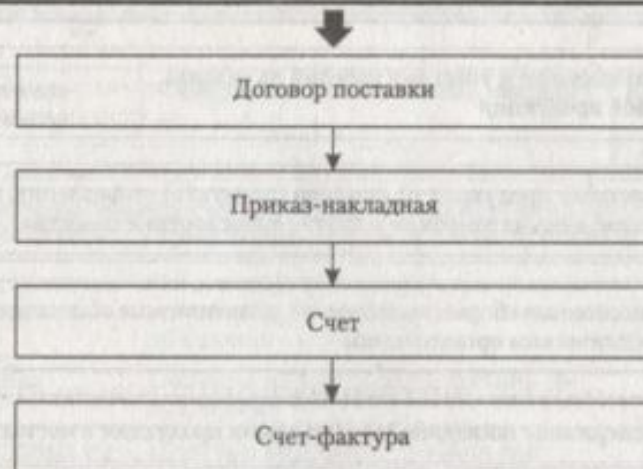 Договор поставки
Приказ-накладная
Счет
Счет-фактура